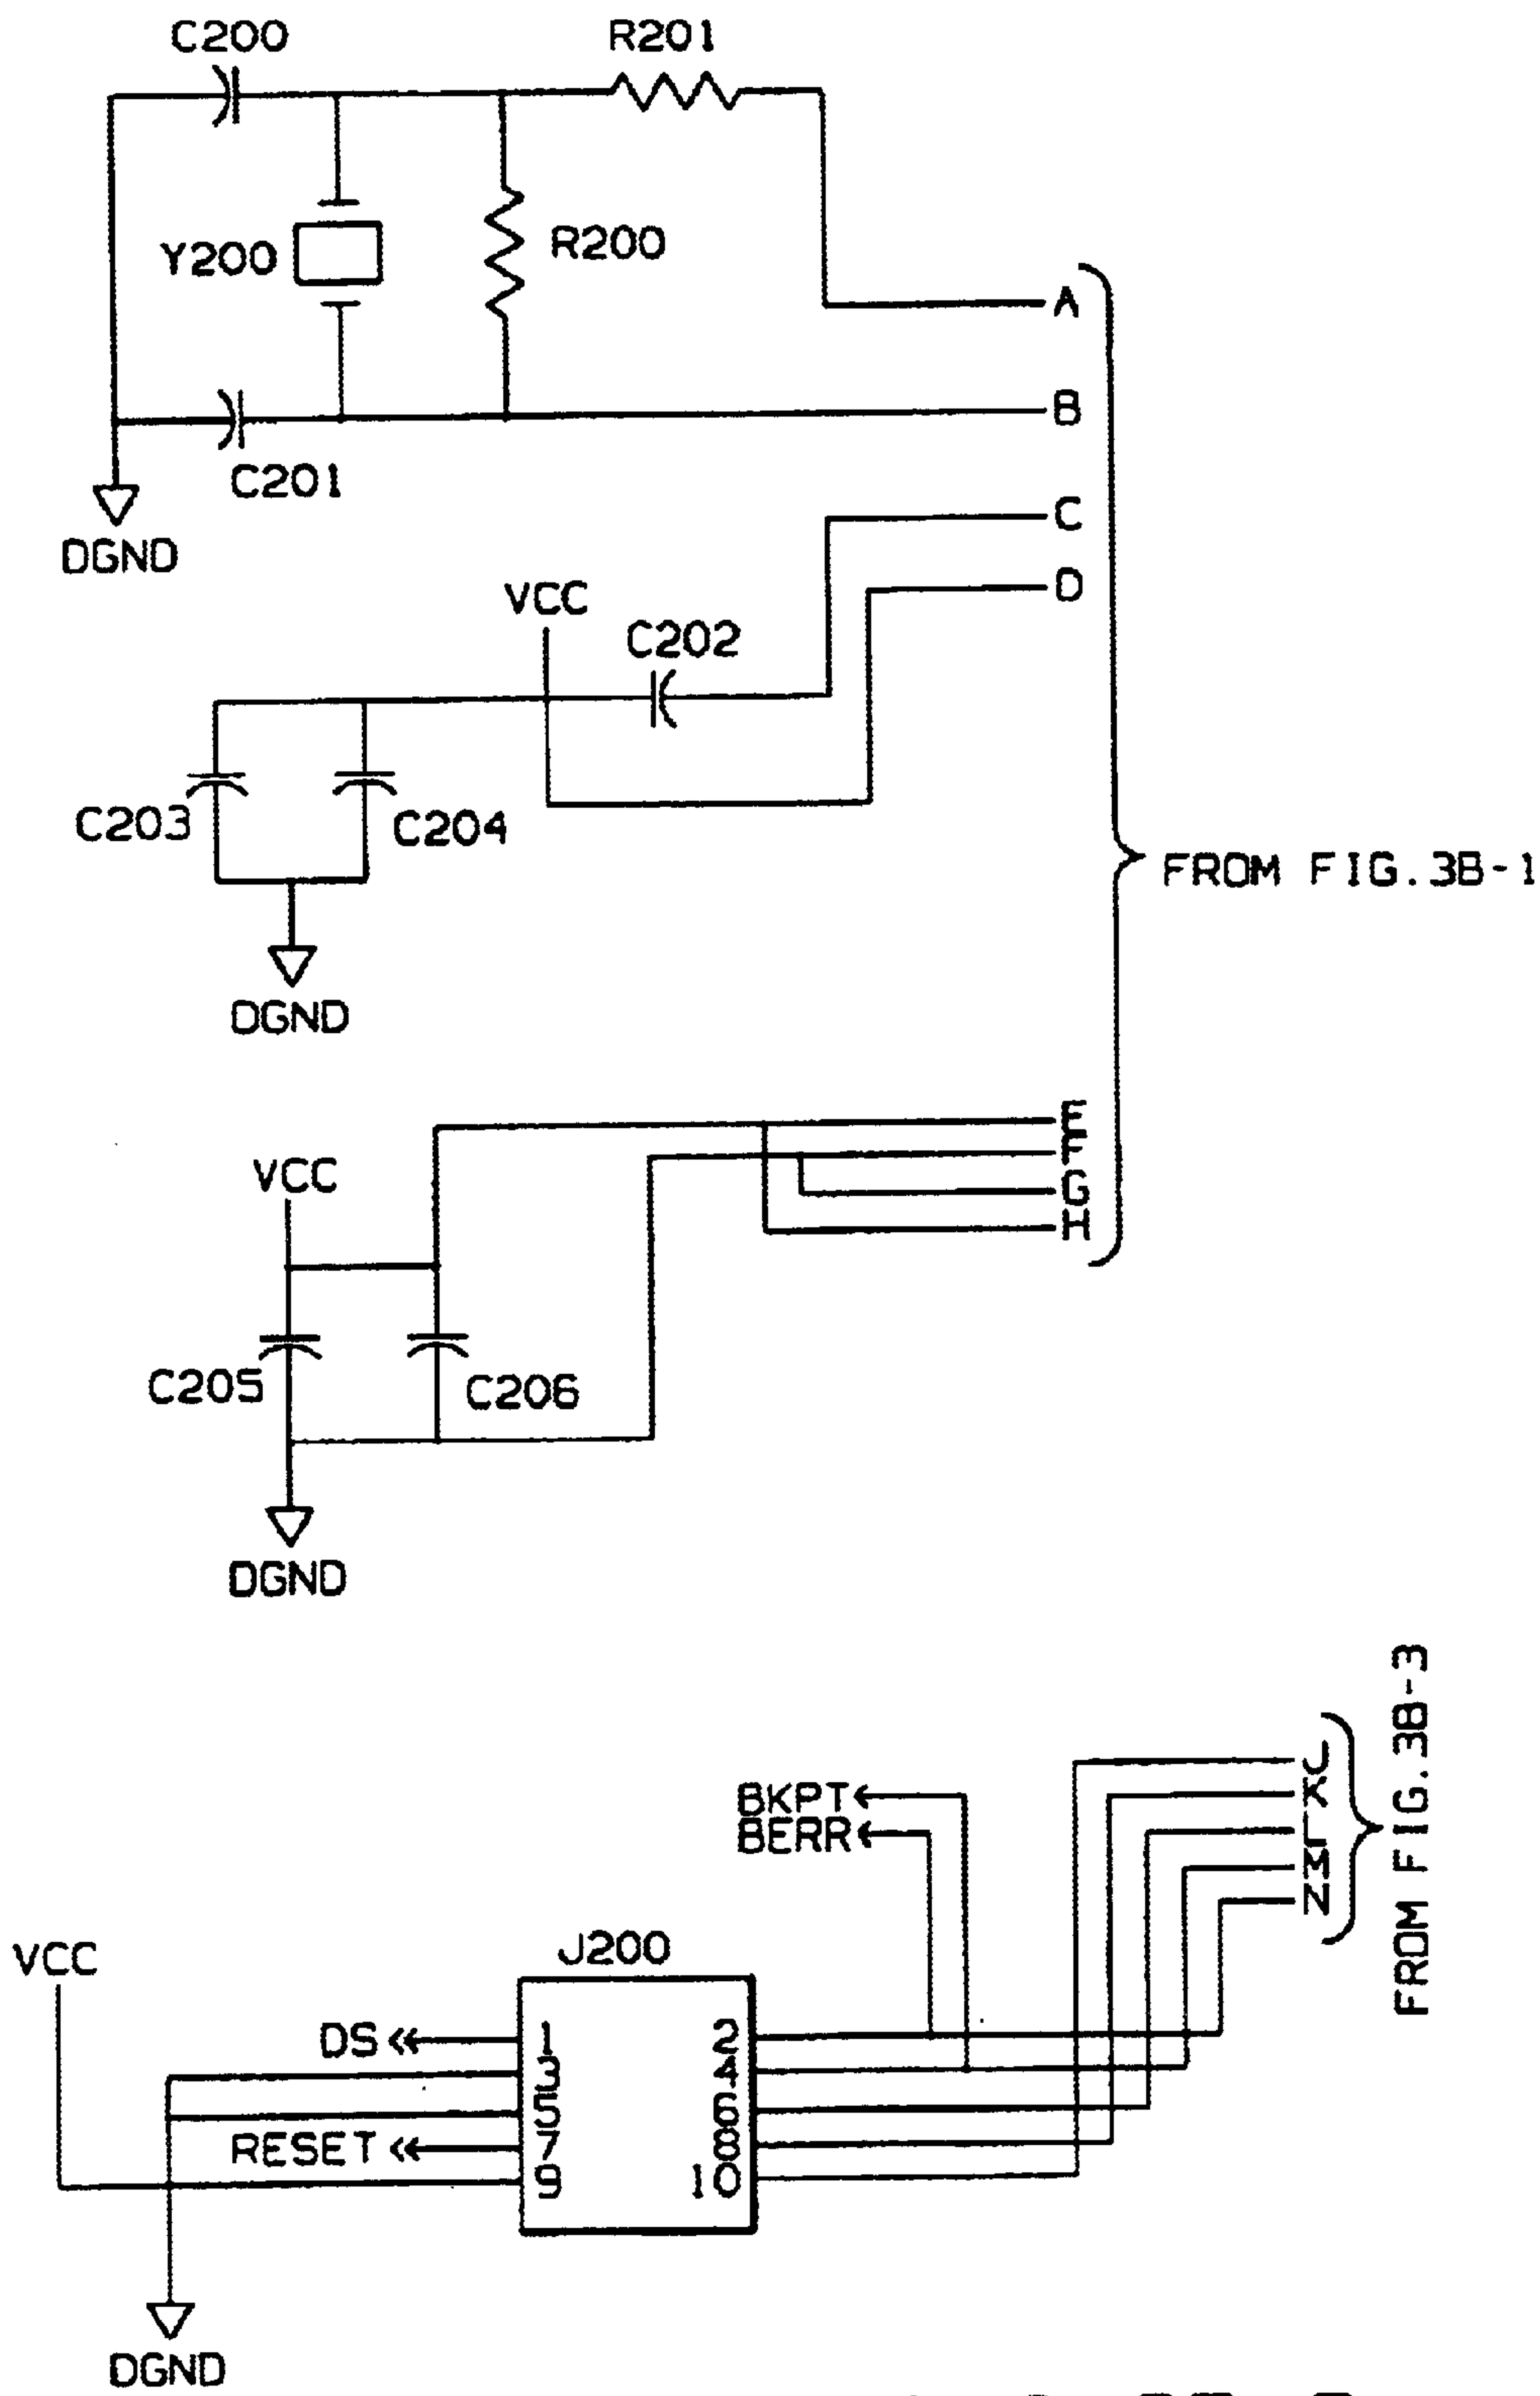 C200
R201
Y200
R200
A
B
C201
C
DGND
D
VCC
C202
C203
C204
FROM FIG.3B-1
DGND
E
F
VCC
G
H
C205
C206
DGND
FROM FIG.3B-3
J
BKPT
K
BERR
L
M
N
J200
VCC
DS
1
2
3
4
5
6
RESET
7
8
9
10
DGND